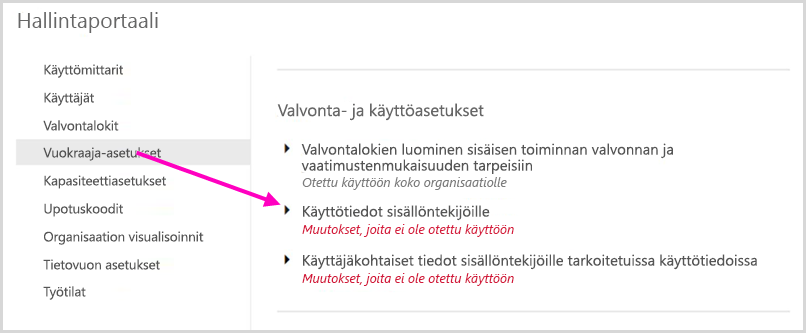 Hallintaportaali
Käyttömittarit
Käyttäjät
Valvontalokit
Vuokraaja-asetukset
Kapasiteettiasetukset
Upotuskoodit
Organisaation visualisoinnit
Tietovuon asetukset
Työtilat
Valvonta- ja käyttöasetukset
Valvontalokien luominen sisäisen toiminnan valvonnan ja
vaatimustenmukaisuuden tarpeisiin
Otettu käyttöön koko organisaatiolle
Käyttötiedot sisällöntekijöille
Muutokset, joita ei ole otettu käyttöön
Käyttäjäkohtaiset tiedot sisällöntekijöille tarkoitetuissa käyttötiedoissa
Muutokset, joita ei ole otettu käyttöön